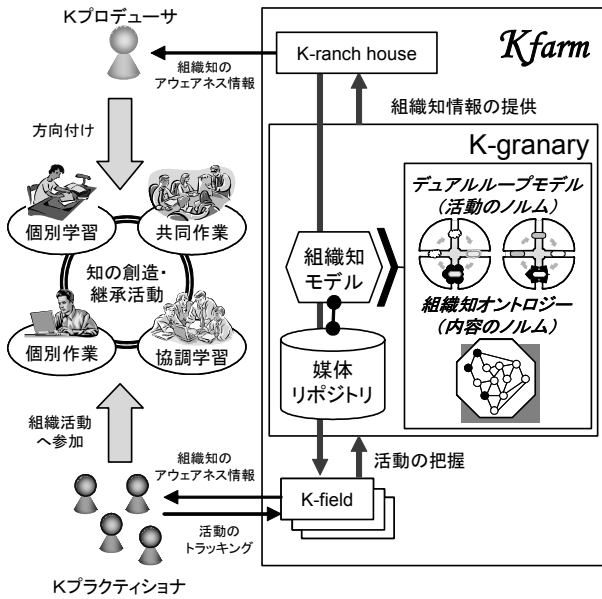 Kプロデューサ
組織知の
アウェアネス情報
方向付け
個別学習
共同作業
知の創造・
継承活動
個別作業
協調学習
組織活動
へ参加
組織知の
アウェアネス情報
活動の
トラッキング
Kプラクティショナ
Kfarm
K-ranch house
組織知情報の提供
K-granary
デュアルループモデル
(活動のノルム)
組織知
モデル
組織知オントロジー
(内容のノルム)
媒体
リポジトリ
活動の把握
K-field